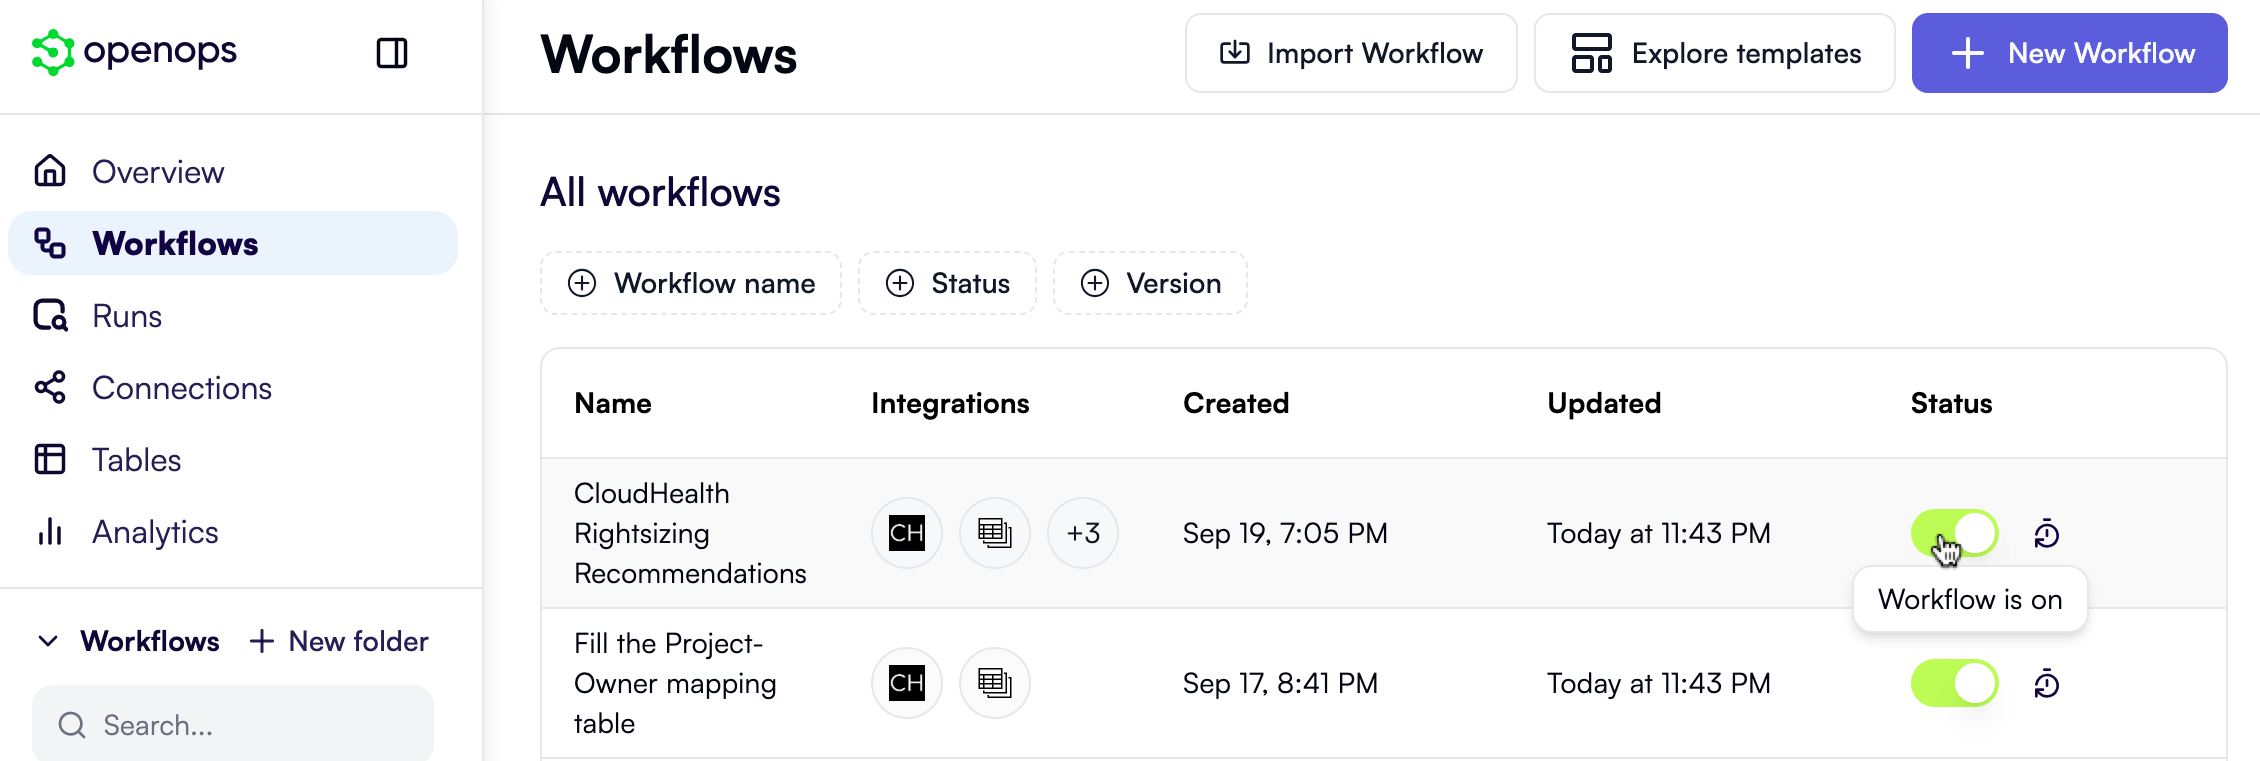 openops
Workflows
Import Workflow
Explore templates
New Workflow
Overview
Workflows
Runs
Connections
Tables
Analytics
Workflows
New folder
Search...
All workflows
Workflow name
Status
Version
Name
Integrations
Created
Updated
Status
CloudHealth
Rightsizing
Recommendations
CH
+3
Sep 19, 7:05 PM
Today at 11:43 PM
Workflow is on
Fill the Project-
Owner mapping
table
CH
Sep 17, 8:41 PM
Today at 11:43 PM